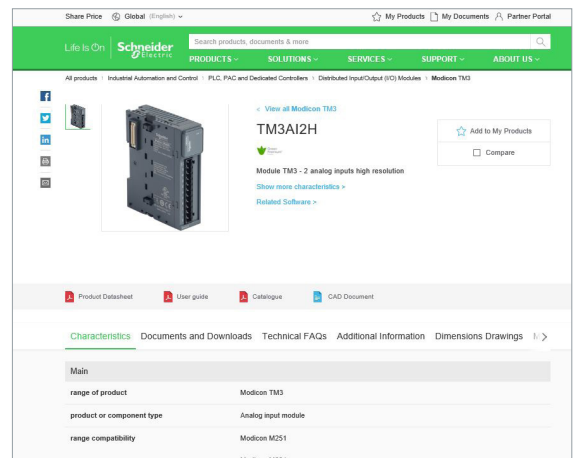 Share Price Global (English) My Products My Documents Partner Portal
Life Is On Schneider Electric
Search products, documents & more
PRODUCTS SOLUTIONS SERVICES SUPPORT ABOUT US
All products Industrial Automation and Control PLC, PAC and Dedicated Controllers Distributed Input/Output (I/O) Modules Modicon TM3
< View all Modicon TM3
TM3AI2H
Add to My Products
Compare
Module TM3 - 2 analog inputs high resolution
Show more characteristics >
Related Software >
Product Datasheet User guide Catalogue CAD Document
Characteristics Documents and Downloads Technical FAQs Additional Information Dimensions Drawings
Main
range of product Modicon TM3
product or component type Analog input module
range compatibility Modicon M251